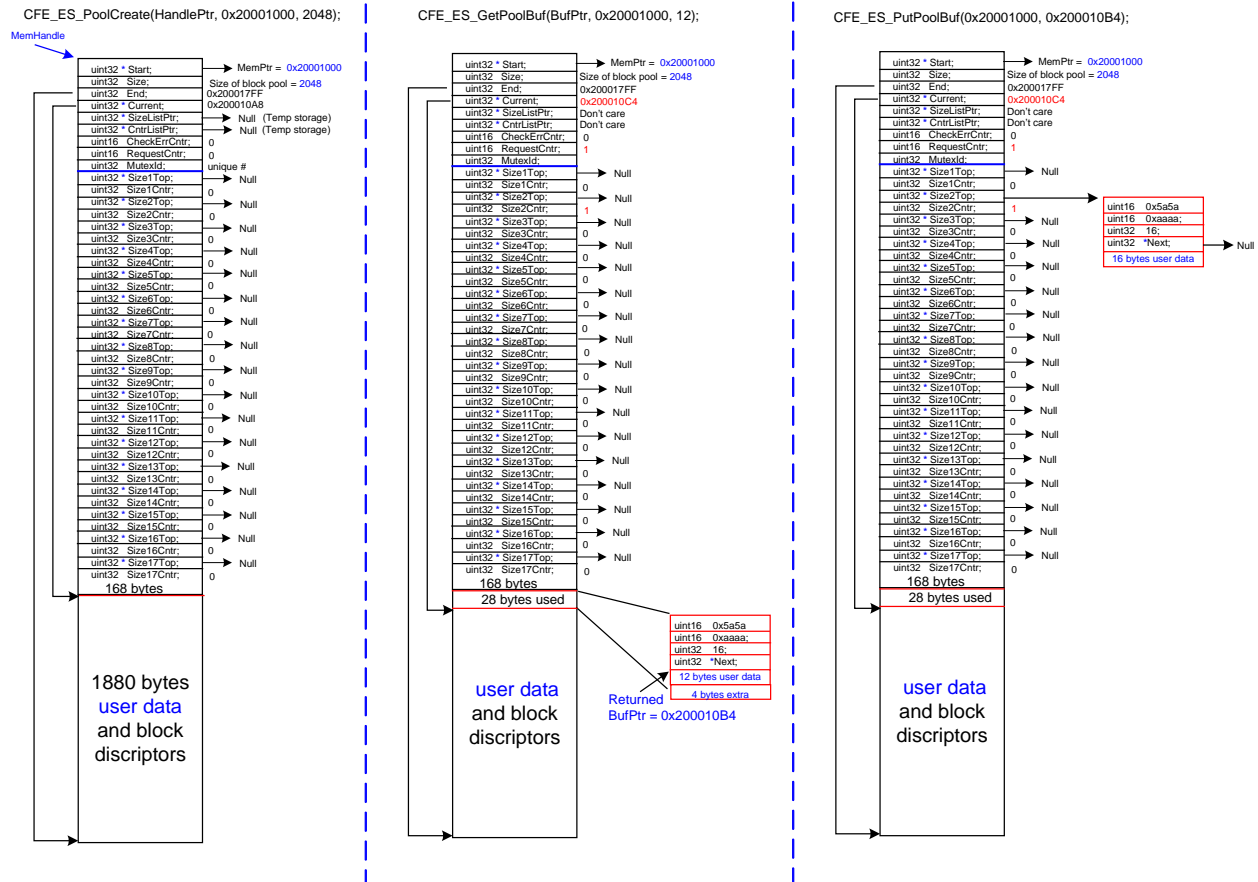 CFE_ES_PoolCreate(HandlePtr, 0x20001000, 2048);
MemHandle
uint32 * Start; MemPtr = 0x20001000
uint32 Size; Size of block pool = 2048
uint32 End; 0x200017FF
uint32 * Current; 0x200010A8
uint32 * SizeListPtr; Null (Temp storage)
uint32 * CntrListPtr; Null (Temp storage)
uint16 CheckErrCntr; 0
uint16 RequestCntr; 0
uint32 MutexId; unique #
uint32 * Size1Top; Null
uint32 Size1Cntr; 0
uint32 * Size2Top; Null
uint32 Size2Cntr; 0
uint32 * Size3Top; Null
uint32 Size3Cntr; 0
uint32 * Size4Top; Null
uint32 Size4Cntr; 0
uint32 * Size5Top; Null
uint32 Size5Cntr; 0
uint32 * Size6Top; Null
uint32 Size6Cntr; 0
uint32 * Size7Top; Null
uint32 Size7Cntr; 0
uint32 * Size8Top; Null
uint32 Size8Cntr; 0
uint32 * Size9Top; Null
uint32 Size9Cntr; 0
uint32 * Size10Top; Null
uint32 Size10Cntr; 0
uint32 * Size11Top; Null
uint32 Size11Cntr; 0
uint32 * Size12Top; Null
uint32 Size12Cntr; 0
uint32 * Size13Top; Null
uint32 Size13Cntr; 0
uint32 * Size14Top; Null
uint32 Size14Cntr; 0
uint32 * Size15Top; Null
uint32 Size15Cntr; 0
uint32 * Size16Top; Null
uint32 Size16Cntr; 0
uint32 * Size17Top; Null
uint32 Size17Cntr; 0
168 bytes
1880 bytes
user data
and block
discriptors
CFE_ES_GetPoolBuf(BufPtr, 0x20001000, 12);
uint32 * Start; MemPtr = 0x20001000
uint32 Size; Size of block pool = 2048
uint32 End; 0x200017FF
uint32 * Current; 0x200010C4
uint32 * SizeListPtr; Don't care
uint32 * CntrListPtr; Don't care
uint16 CheckErrCntr; 0
uint16 RequestCntr; 1
uint32 MutexId;
uint32 * Size1Top; Null
uint32 Size1Cntr; 0
uint32 * Size2Top; Null
uint32 Size2Cntr; 1
uint32 * Size3Top; Null
uint32 Size3Cntr; 0
uint32 * Size4Top; Null
uint32 Size4Cntr; 0
uint32 * Size5Top; Null
uint32 Size5Cntr; 0
uint32 * Size6Top; Null
uint32 Size6Cntr; 0
uint32 * Size7Top; Null
uint32 Size7Cntr; 0
uint32 * Size8Top; Null
uint32 Size8Cntr; 0
uint32 * Size9Top; Null
uint32 Size9Cntr; 0
uint32 * Size10Top; Null
uint32 Size10Cntr; 0
uint32 * Size11Top; Null
uint32 Size11Cntr; 0
uint32 * Size12Top; Null
uint32 Size12Cntr; 0
uint32 * Size13Top; Null
uint32 Size13Cntr; 0
uint32 * Size14Top; Null
uint32 Size14Cntr; 0
uint32 * Size15Top; Null
uint32 Size15Cntr; 0
uint32 * Size16Top; Null
uint32 Size16Cntr; 0
uint32 * Size17Top; Null
uint32 Size17Cntr; 0
168 bytes
28 bytes used
uint16 0x5a5a
uint16 0xaaaa;
uint32 16;
uint32 *Next;
12 bytes user data
4 bytes extra
Returned
BufPtr = 0x200010B4
user data
and block
discriptors
CFE_ES_PutPoolBuf(0x20001000, 0x200010B4);
uint32 * Start; MemPtr = 0x20001000
uint32 Size; Size of block pool = 2048
uint32 End; 0x200017FF
uint32 * Current; 0x200010C4
uint32 * SizeListPtr; Don't care
uint32 * CntrListPtr; Don't care
uint16 CheckErrCntr; 0
uint16 RequestCntr; 1
uint32 MutexId;
uint32 * Size1Top; Null
uint32 Size1Cntr; 0
uint32 * Size2Top;
uint32 Size2Cntr; 1
uint32 * Size3Top; Null
uint32 Size3Cntr; 0
uint32 * Size4Top; Null
uint32 Size4Cntr; 0
uint32 * Size5Top; Null
uint32 Size5Cntr; 0
uint32 * Size6Top; Null
uint32 Size6Cntr; 0
uint32 * Size7Top; Null
uint32 Size7Cntr; 0
uint32 * Size8Top; Null
uint32 Size8Cntr; 0
uint32 * Size9Top; Null
uint32 Size9Cntr; 0
uint32 * Size10Top; Null
uint32 Size10Cntr; 0
uint32 * Size11Top; Null
uint32 Size11Cntr; 0
uint32 * Size12Top; Null
uint32 Size12Cntr; 0
uint32 * Size13Top; Null
uint32 Size13Cntr; 0
uint32 * Size14Top; Null
uint32 Size14Cntr; 0
uint32 * Size15Top; Null
uint32 Size15Cntr; 0
uint32 * Size16Top; Null
uint32 Size16Cntr; 0
uint32 * Size17Top; Null
uint32 Size17Cntr; 0
168 bytes
28 bytes used
uint16 0x5a5a
uint16 0xaaaa;
uint32 16;
uint32 *Next; Null
16 bytes user data
user data
and block
discriptors